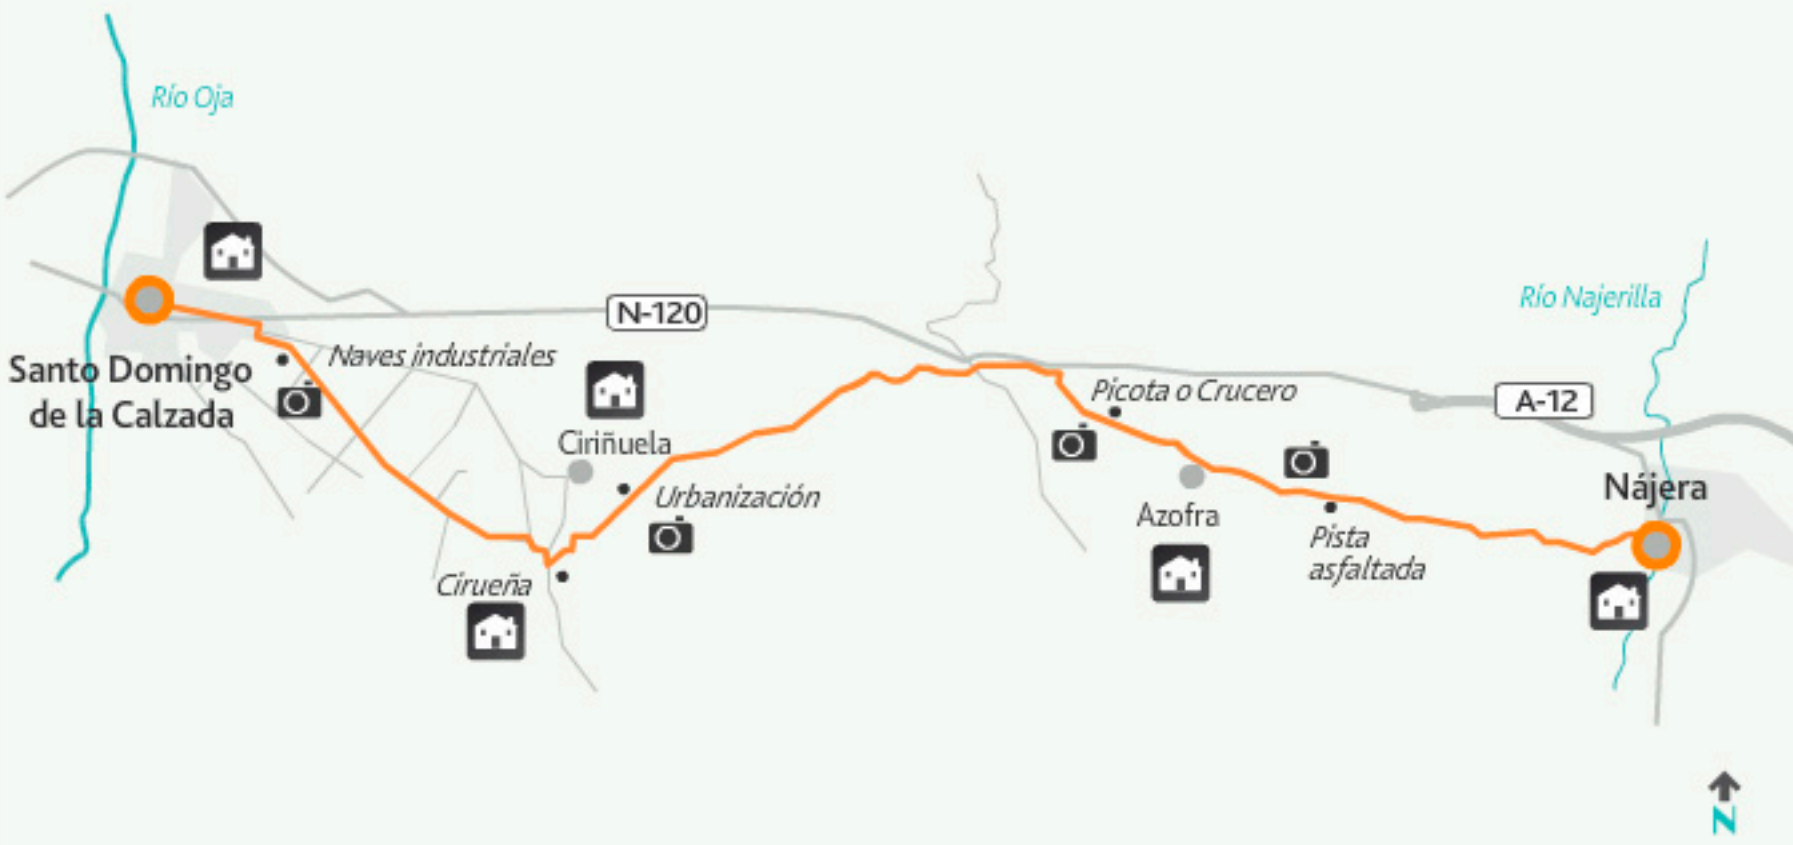 Río Oja
Río Najerilla
N-120
Naves industriales
Santo Domingo
de la Calzada
Picota o Crucero
A-12
Ciriñuela
Urbanización
Nájera
Azofra
Pista
asfaltada
Cirueña
N